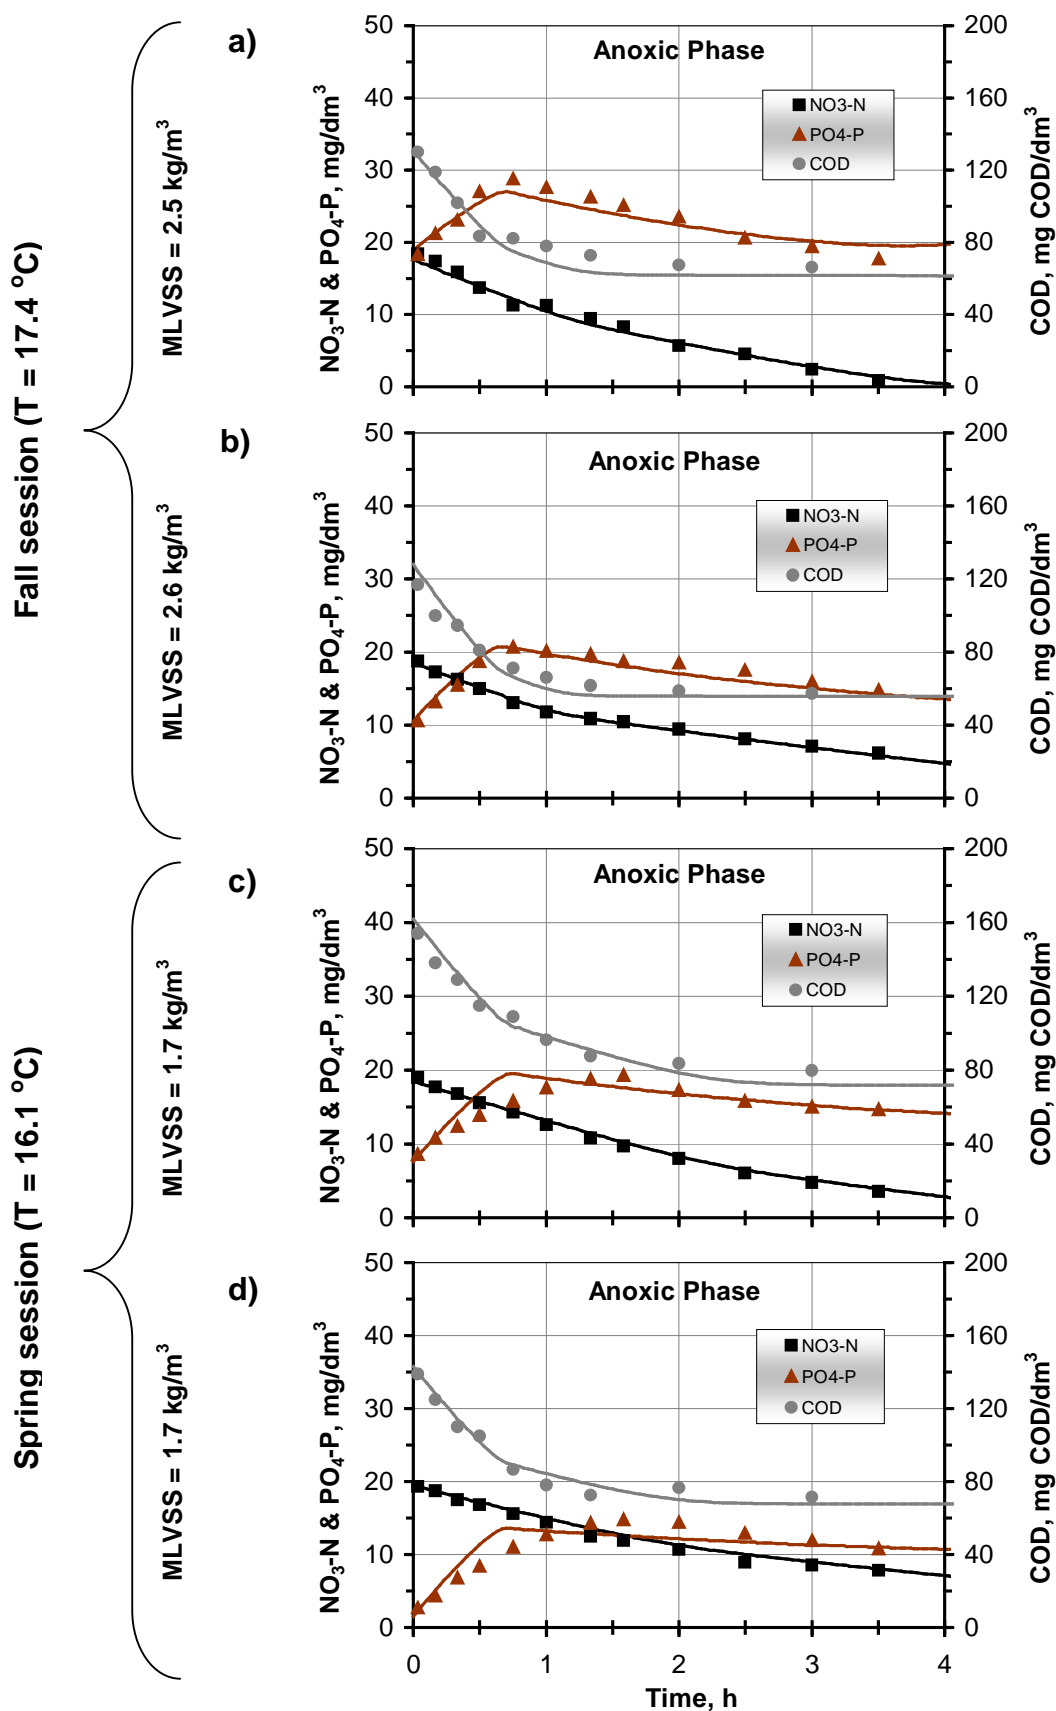 Fall session (T = 17.4 °C)
MLVSS = 2.5 kg/m³
a)
Anoxic Phase
NO₃-N & PO₄-P, mg/dm³
50
40
30
20
10
0
NO3-N
PO4-P
COD
200
160
120
80
40
0
COD, mg COD/dm³
MLVSS = 2.6 kg/m³
b)
Anoxic Phase
NO₃-N & PO₄-P, mg/dm³
50
40
30
20
10
0
NO3-N
PO4-P
COD
200
160
120
80
40
0
COD, mg COD/dm³
Spring session (T = 16.1 °C)
MLVSS = 1.7 kg/m³
c)
Anoxic Phase
NO₃-N & PO₄-P, mg/dm³
50
40
30
20
10
0
NO3-N
PO4-P
COD
200
160
120
80
40
0
COD, mg COD/dm³
MLVSS = 1.7 kg/m³
d)
Anoxic Phase
NO₃-N & PO₄-P, mg/dm³
50
40
30
20
10
0
NO3-N
PO4-P
COD
200
160
120
80
40
0
COD, mg COD/dm³
0 1 2 3 4
Time, h